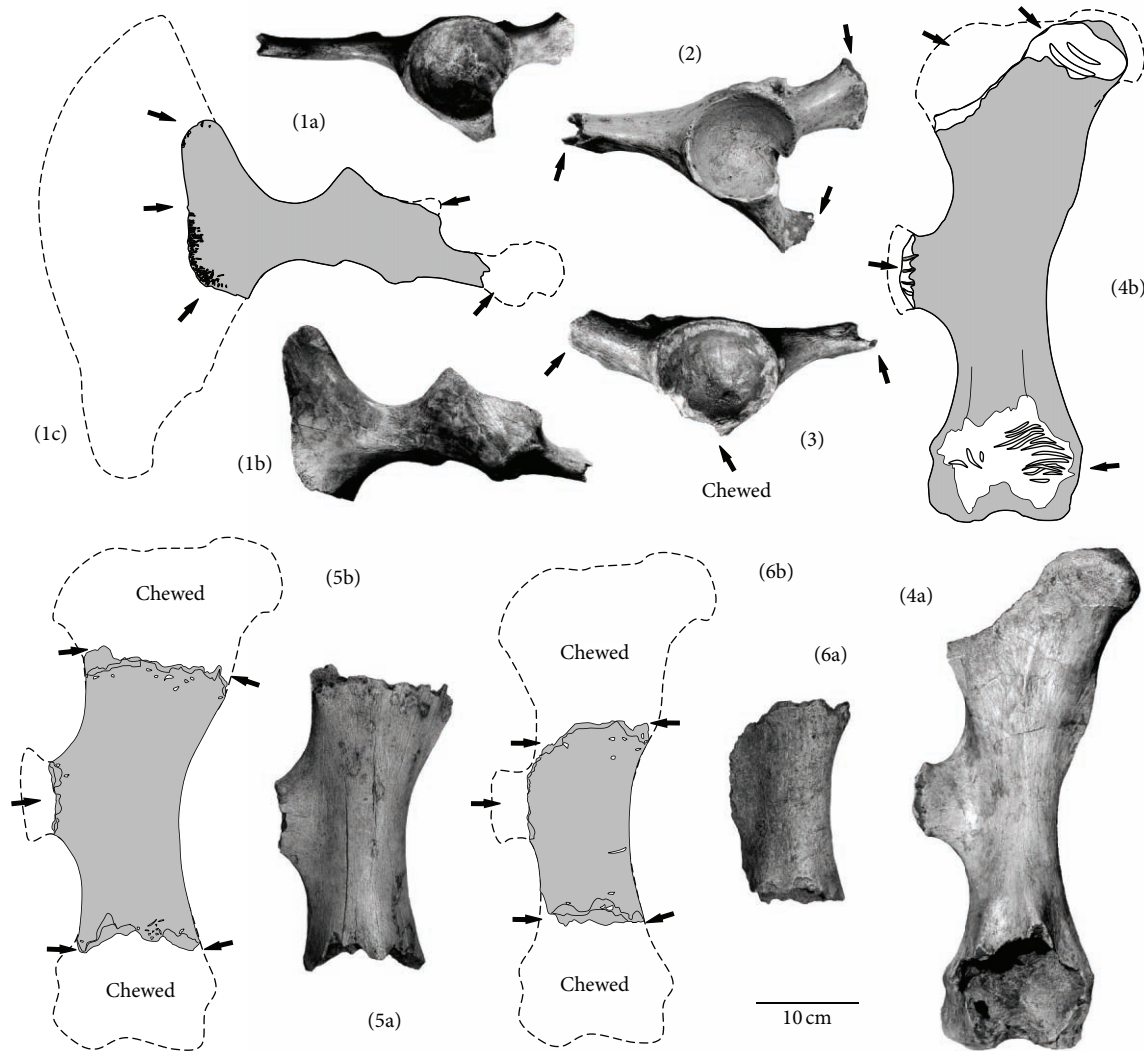 (1a)
(2)
(1c)
(1b)
(3)
Chewed
(4b)
(5b)
Chewed
Chewed
(5a)
(6b)
Chewed
Chewed
(6a)
(4a)
10 cm